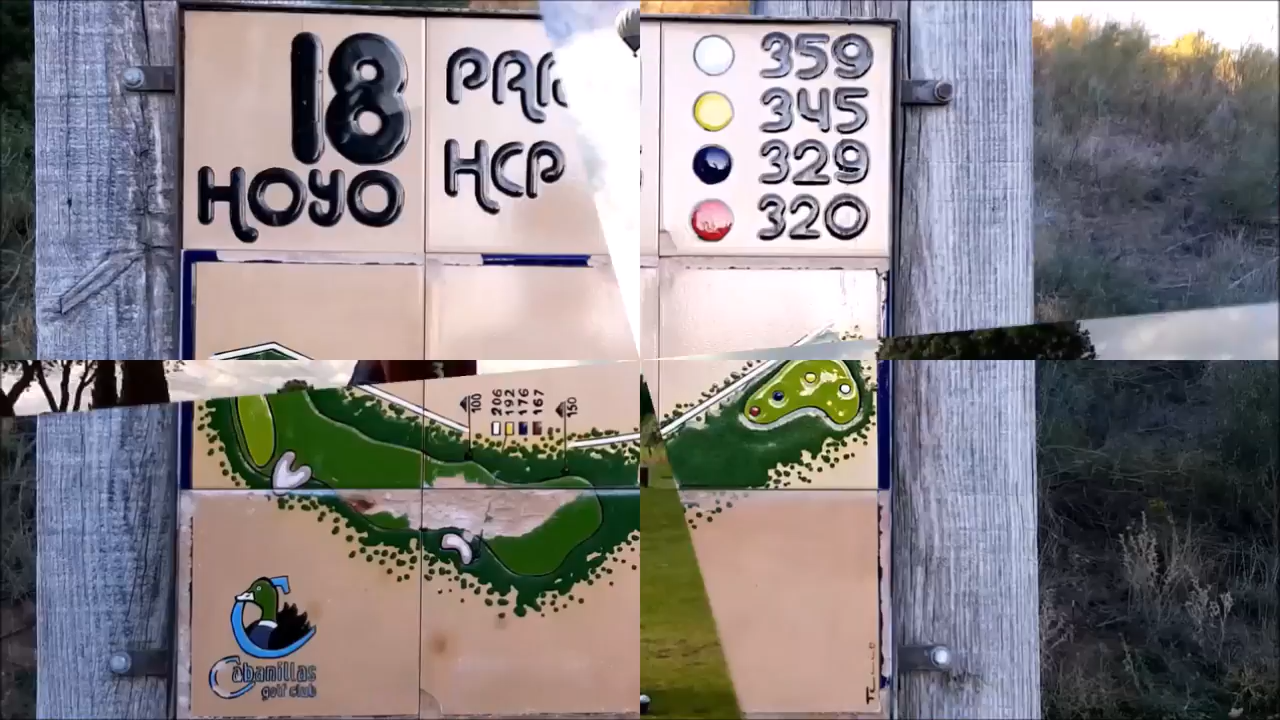 18
HOYO
HCP
359
345
329
320
100
206
192
176
167
150
Cabanillas
golf club